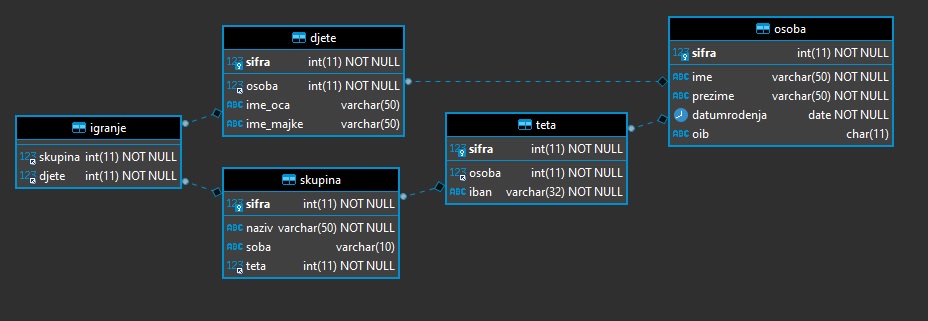 djete
sifra int(11) NOT NULL
osoba int(11) NOT NULL
ime_oca varchar(50)
ime_majke varchar(50)
osoba
sifra int(11) NOT NULL
ime varchar(50) NOT NULL
prezime varchar(50) NOT NULL
datumrodenja date NOT NULL
oib char(11)
igranje
skupina int(11) NOT NULL
djete int(11) NOT NULL
teta
sifra int(11) NOT NULL
osoba int(11) NOT NULL
iban varchar(32) NOT NULL
skupina
sifra int(11) NOT NULL
naziv varchar(50) NOT NULL
soba varchar(10)
teta int(11) NOT NULL